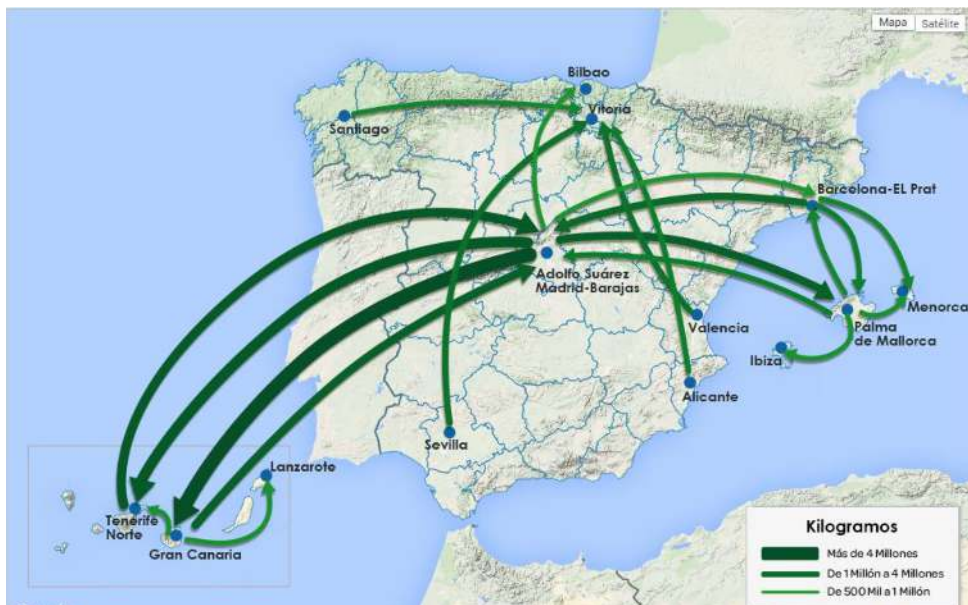 Mapa
Satélite
Bilbao
Vitoria
Santiago
Barcelona-EL Prat
Adolfo Suárez
Madrid-Barajas
Menorca
Palma
de Mallorca
Valencia
Ibiza
Alicante
Sevilla
Lanzarote
Tenerife
Norte
Gran Canaria
Kilogramos
Más de 4 Millones
De 1 Millón a 4 Millones
De 500 Mil a 1 Millón